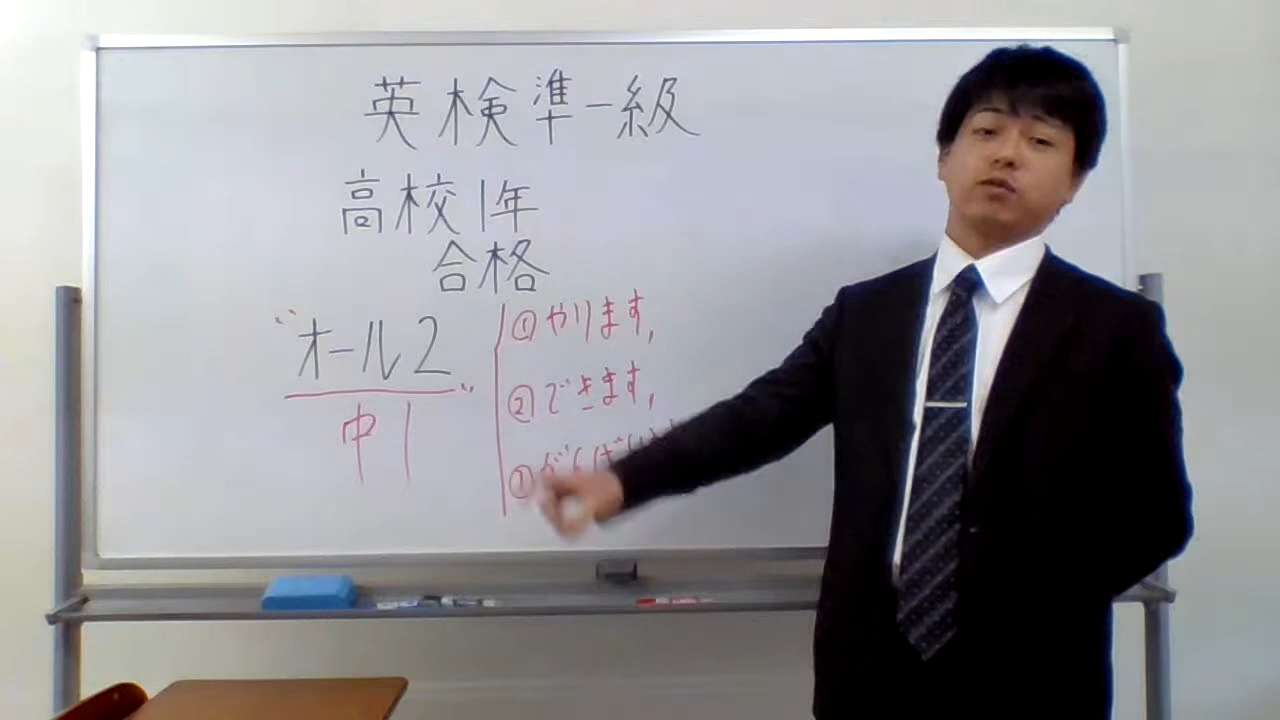 英検準一級
高校1年
合格
"オール2"
中1
①やります,
②できます,